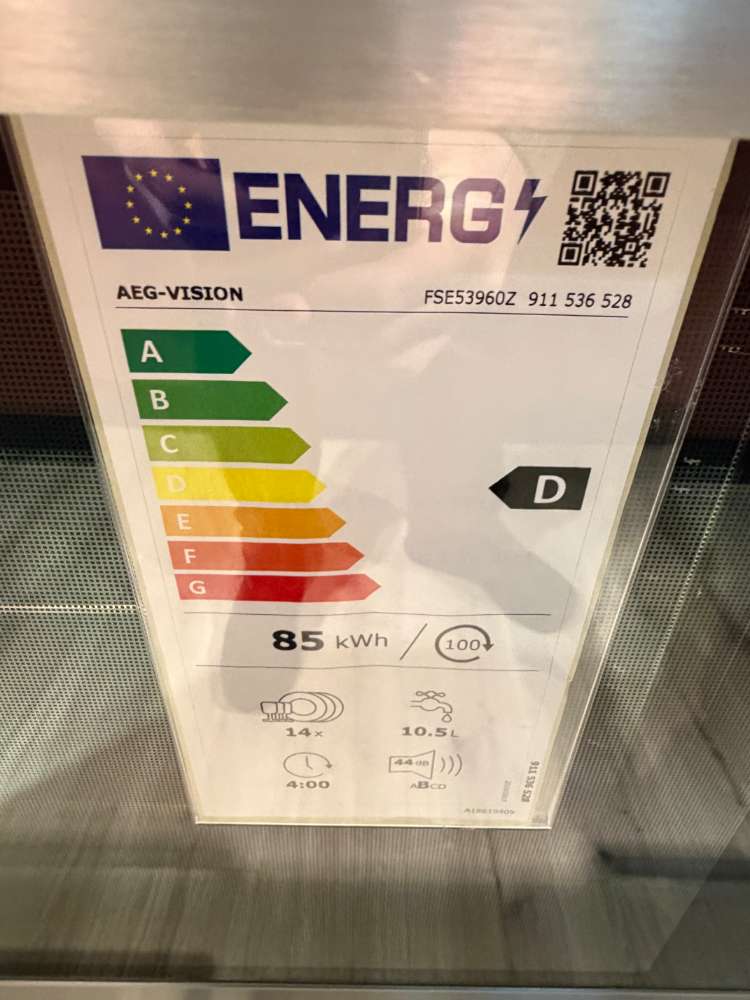 ENERG
AEG-VISION
FSE53960Z 911 536 528
A
B
C
D
D
E
F
G
85 kWh / 100
14x
10.5L
4:00
44dB
ABCD
911 536 528